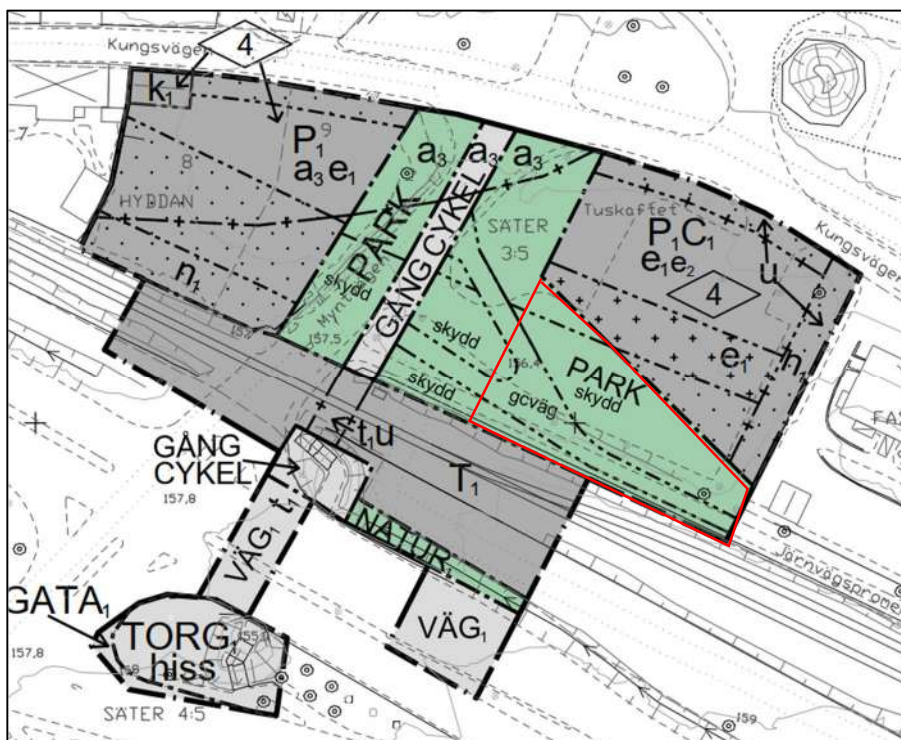 Kungsvägen
4
k₁
P₁
a₃ e₁
9
8
HYDDAN
n₁
a₃
a₃
a₃
PARK
skydd
GÅNG CYKEL
157,5
SÄTER
3:5
Tuskaftet
P₁C₁
e₁e₂
4
u
Kungsvägen
e₁
n₁
skydd
skydd
PARK
skydd
gcväg
t₁u
T₁
GÅNG
CYKEL
157,8
t₁
VÄG₁
NATUR₁
VÄG₁
GATA₁
TORG₁
hiss
157,8
SÄTER 4:5
159